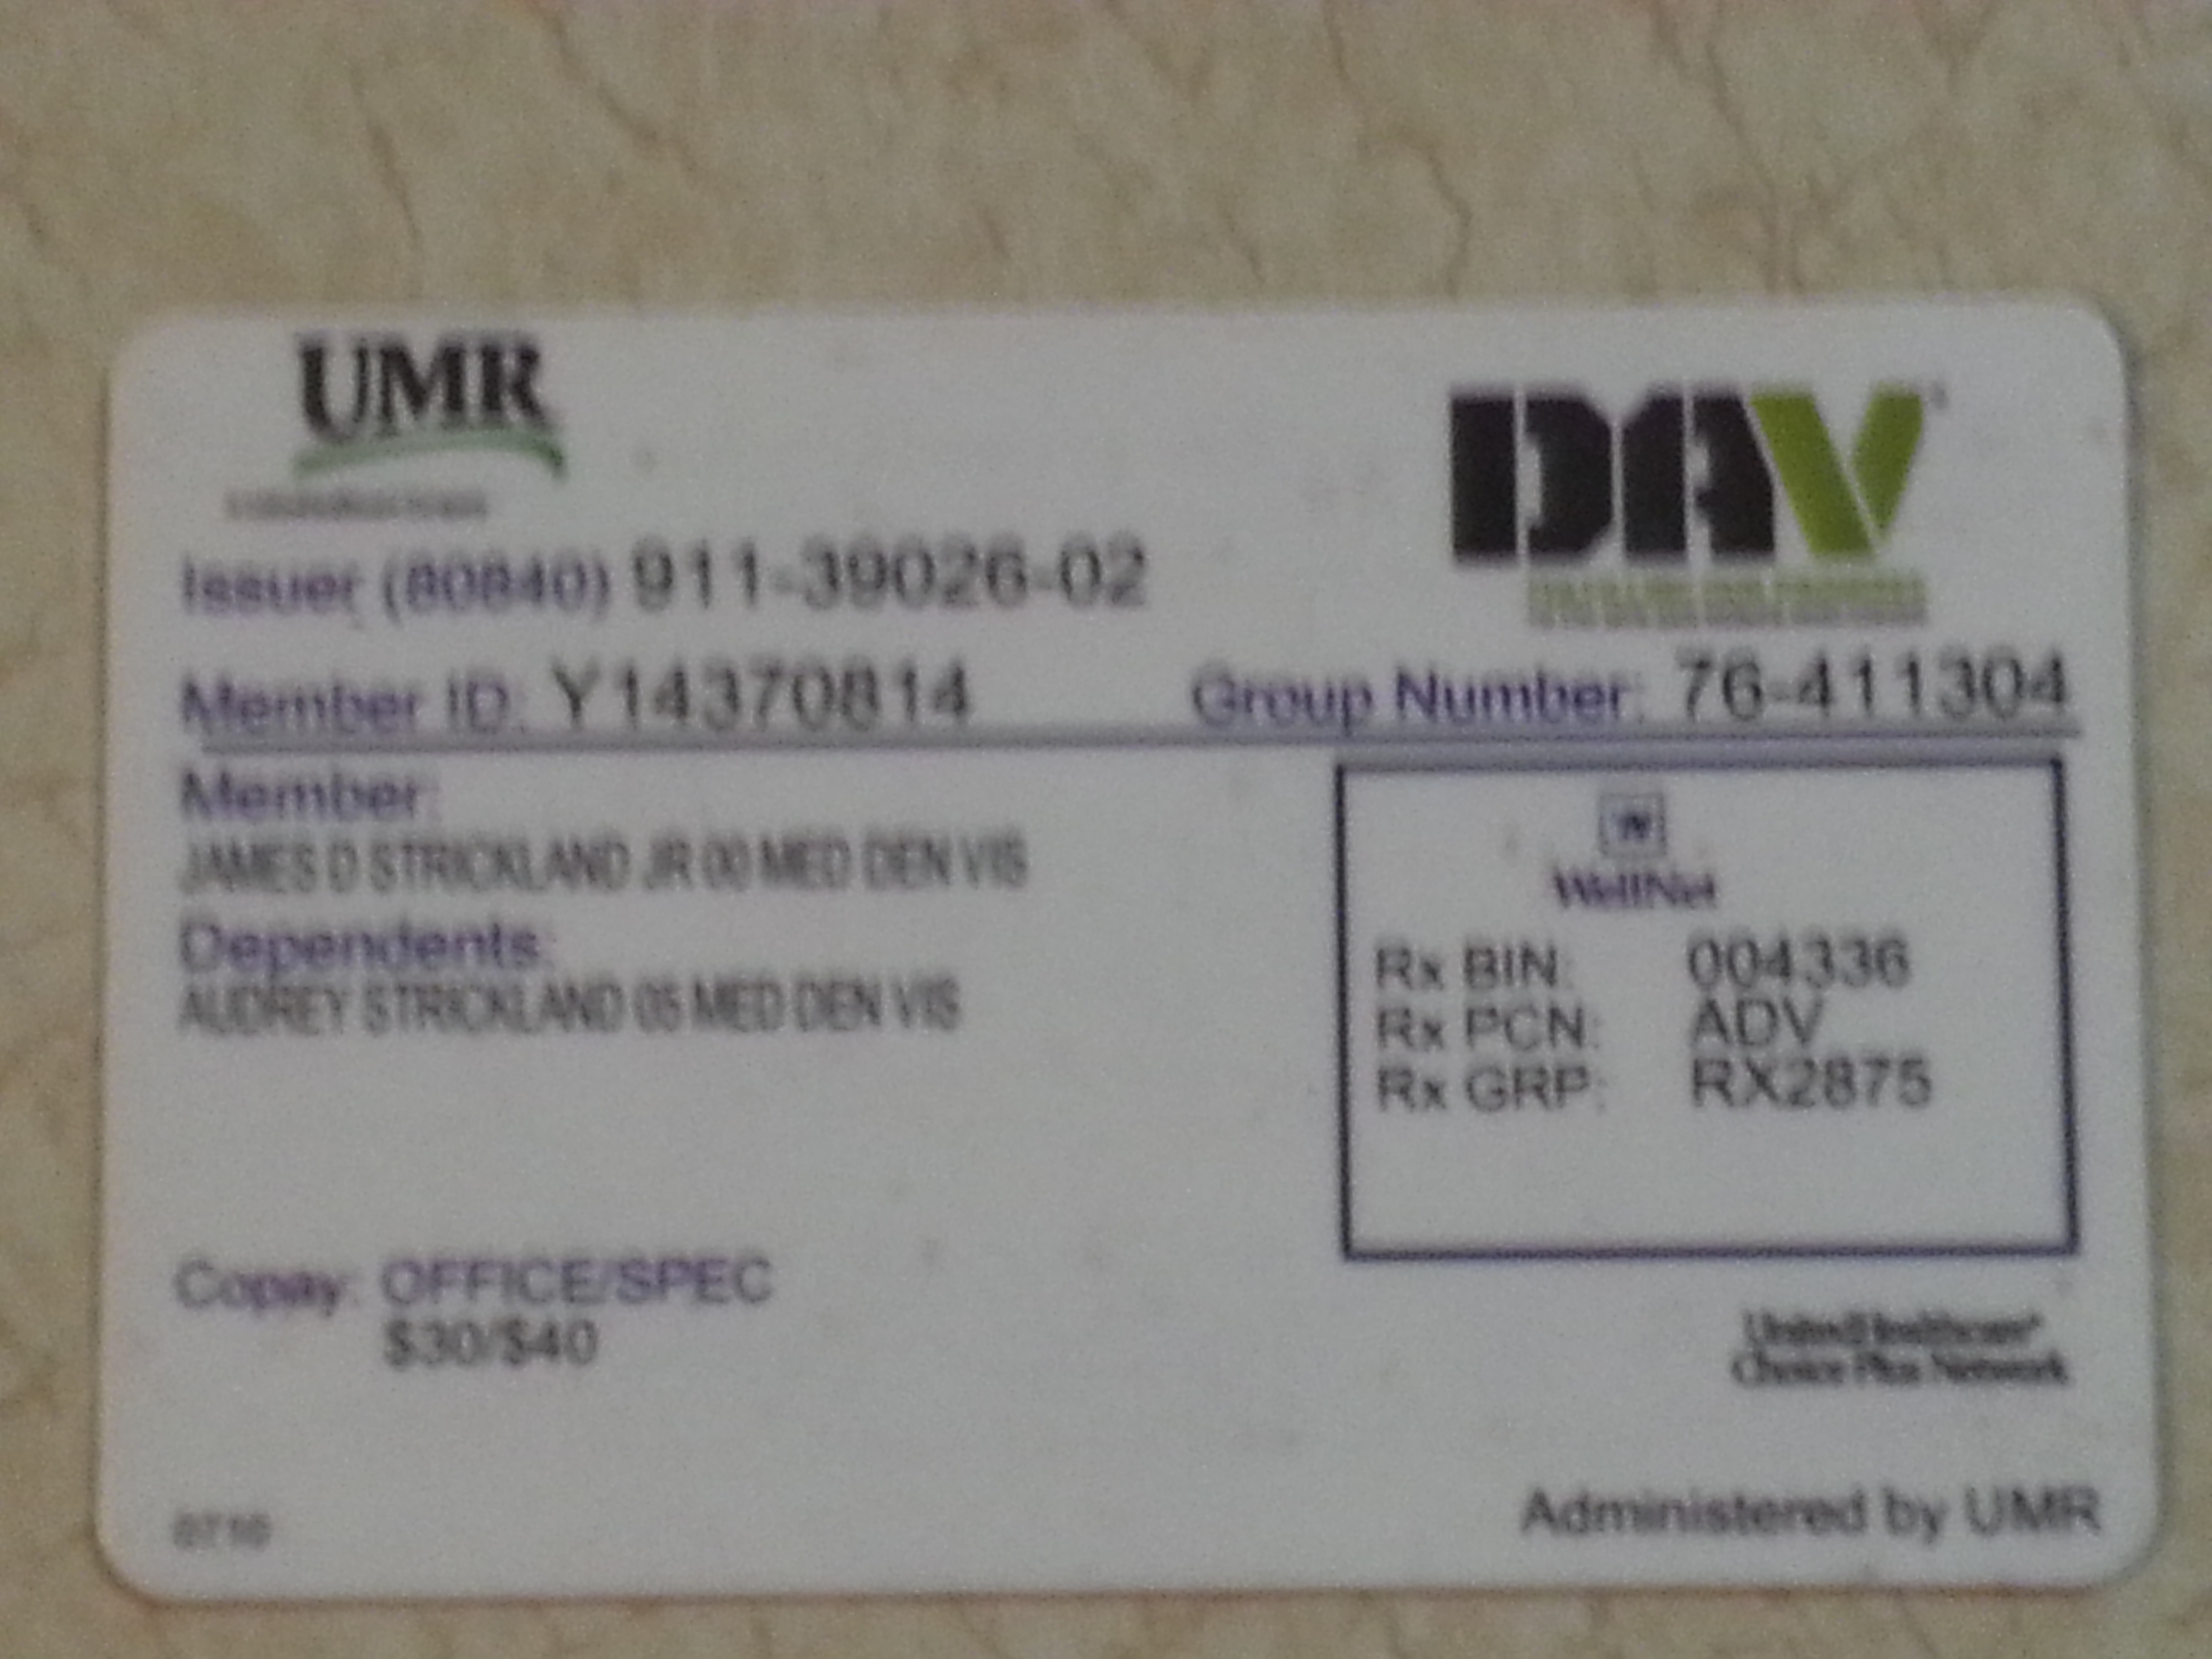 UMR
DAV
Issuer (80840) 911-39026-02
Member ID: Y14370814 Group Number: 76-411304
Member:
JAMES D STRICKLAND JR 00 MED DEN VIS
Dependents:
AUDREY STRICKLAND 05 MED DEN VIS
WellNet
Rx BIN: 004336
Rx PCN: ADV
Rx GRP: RX2875
Copay: OFFICE/SPEC
$30/$40
UnitedHealthcare®
Choice Plus Network
0710
Administered by UMR